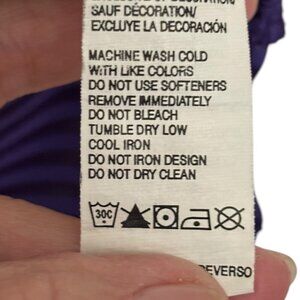 SAUF DÉCORATION/
EXCLUYE LA DECORACIÓN
MACHINE WASH COLD
WITH LIKE COLORS
DO NOT USE SOFTENERS
REMOVE IMMEDIATELY
DO NOT BLEACH
TUMBLE DRY LOW
COOL IRON
DO NOT IRON DESIGN
DO NOT DRY CLEAN
30C
REVERSO